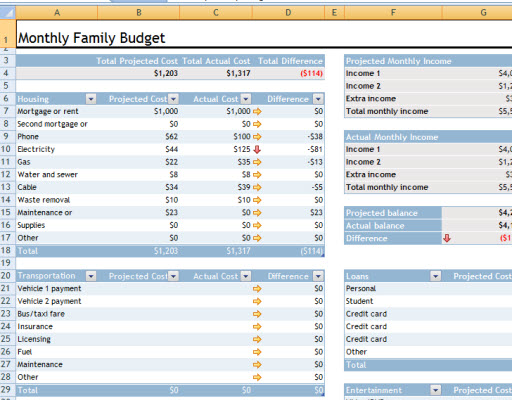 A B C D E F G
1 Monthly Family Budget
2
3 Total Projected Cost Total Actual Cost Total Difference Projected Monthly Income
4 $1,203 $1,317 ($114) Income 1 $4,0
5 Income 2 $1,2
6 Housing Projected Cost Actual Cost Difference Extra income $3
7 Mortgage or rent $1,000 $1,000 $0 Total monthly income $5,5
8 Second mortgage or $0 $0 $0
9 Phone $62 $100 -$38 Actual Monthly Income
10 Electricity $44 $125 -$81 Income 1 $4,0
11 Gas $22 $35 -$13 Income 2 $1,2
12 Water and sewer $8 $8 $0 Extra income $3
13 Cable $34 $39 -$5 Total monthly income $5,5
14 Waste removal $10 $10 $0
15 Maintenance or $23 $0 $23 Projected balance $4,2
16 Supplies $0 $0 $0 Actual balance $4,1
17 Other $0 $0 $0 Difference ($1
18 Total $1,203 $1,317 ($114)
19
20 Transportation Projected Cost Actual Cost Difference Loans Projected Cost
21 Vehicle 1 payment $0 Personal
22 Vehicle 2 payment $0 Student
23 Bus/taxi fare $0 Credit card
24 Insurance $0 Credit card
25 Licensing $0 Credit card
26 Fuel $0 Other
27 Maintenance $0 Total
28 Other $0
29 Total $0 $0 $0 Entertainment Projected Cost